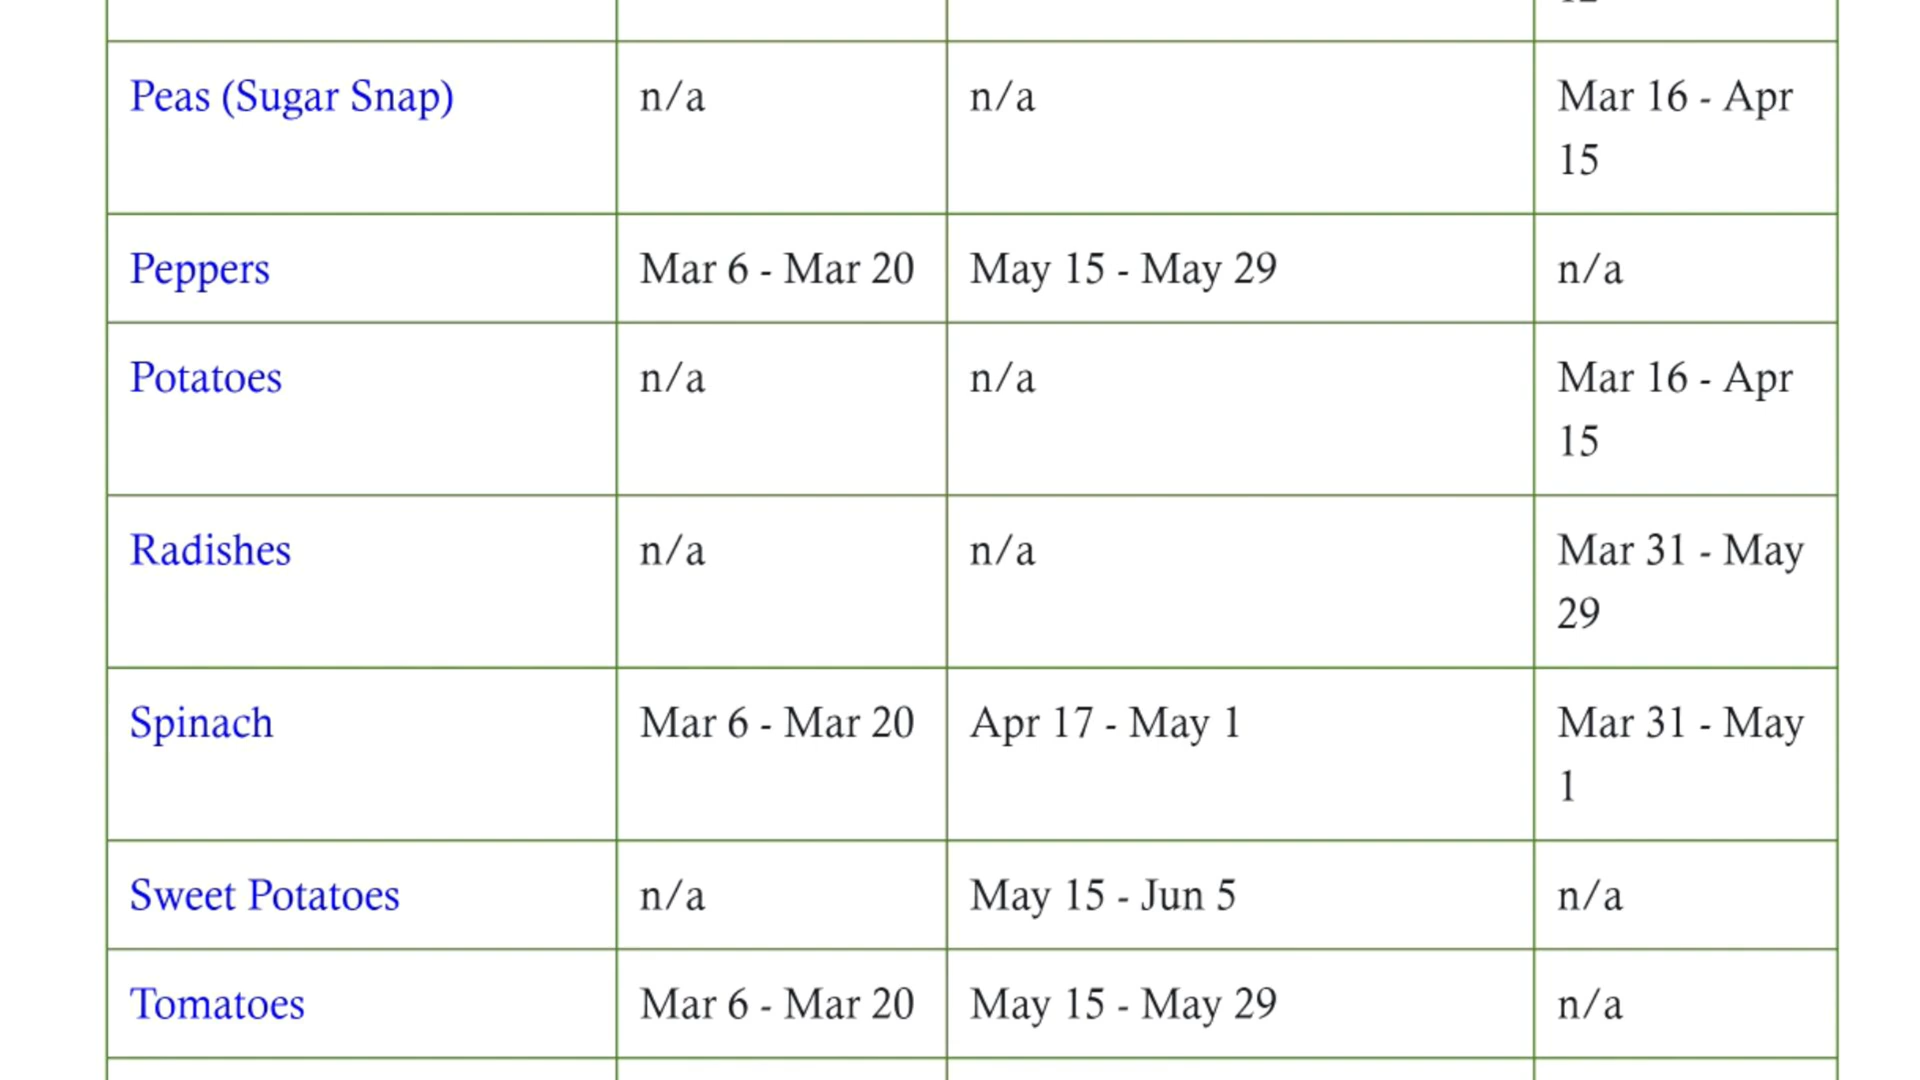 Peas (Sugar Snap) n/a n/a Mar 16 - Apr
15
Peppers Mar 6 - Mar 20 May 15 - May 29 n/a
Potatoes n/a n/a Mar 16 - Apr
15
Radishes n/a n/a Mar 31 - May
29
Spinach Mar 6 - Mar 20 Apr 17 - May 1 Mar 31 - May
1
Sweet Potatoes n/a May 15 - Jun 5 n/a
Tomatoes Mar 6 - Mar 20 May 15 - May 29 n/a